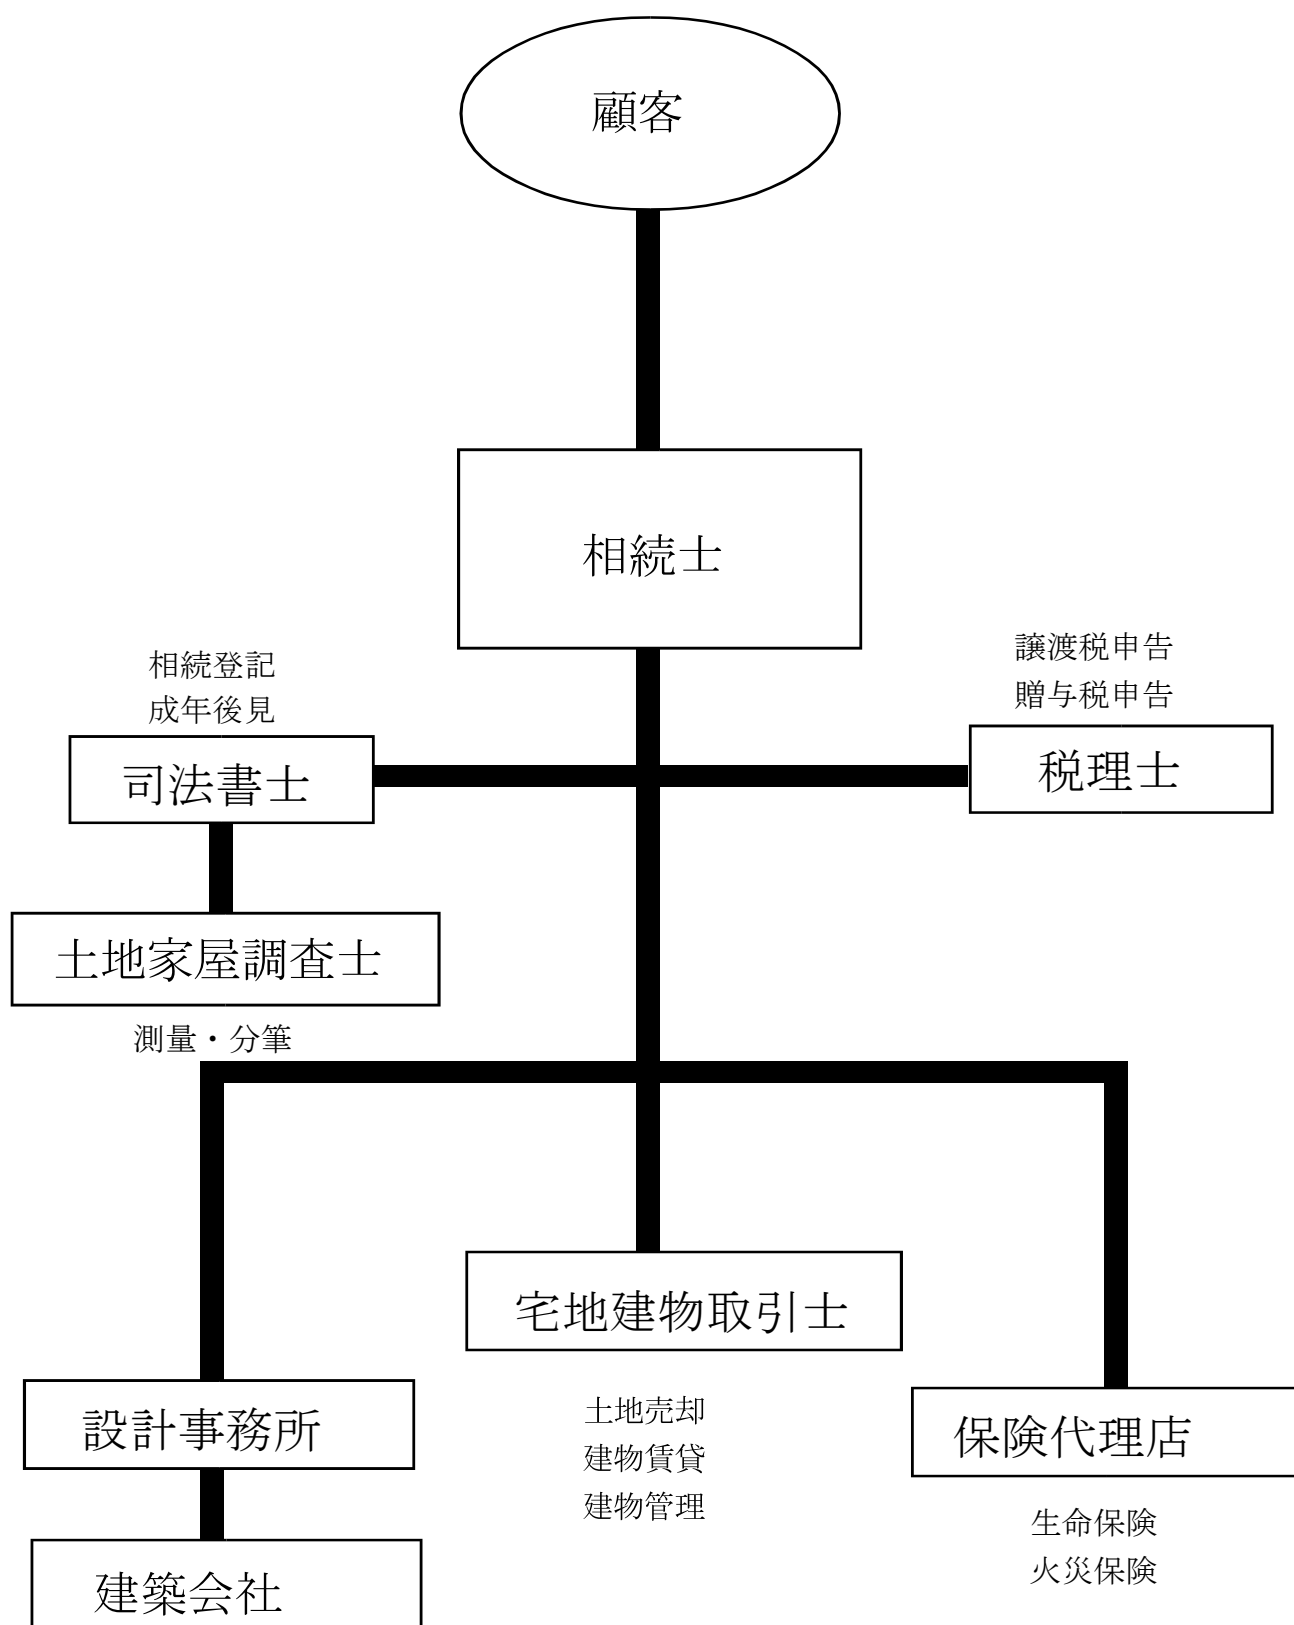 顧客
相続士
相続登記
成年後見
司法書士
譲渡税申告
贈与税申告
税理士
土地家屋調査士
測量・分筆
宅地建物取引士
土地売却
建物賃貸
建物管理
設計事務所
建築会社
保険代理店
生命保険
火災保険